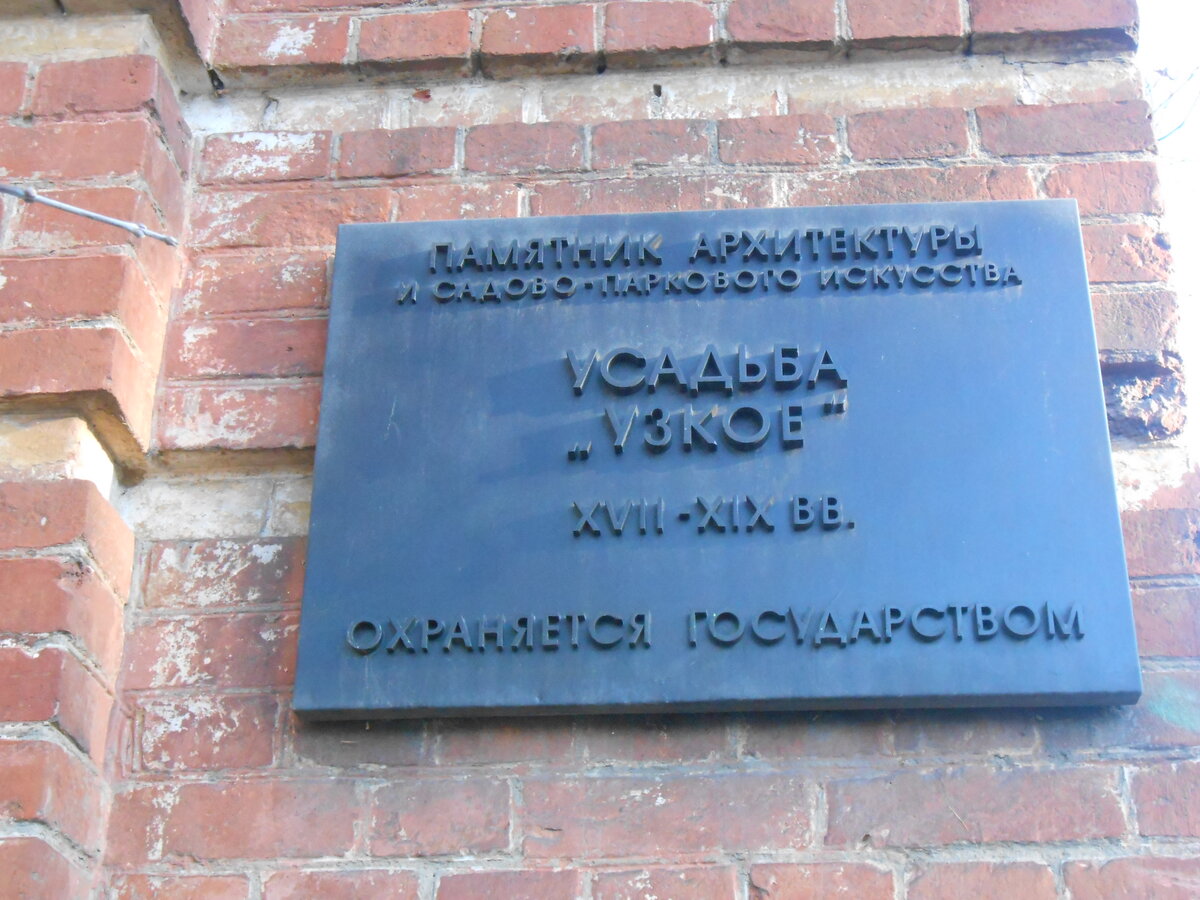 ПАМЯТНИК АРХИТЕКТУРЫ
И САДОВО-ПАРКОВОГО ИСКУССТВА
УСАДЬБА
„УЗКОЕ“
XVII-XIX ВВ.
ОХРАНЯЕТСЯ ГОСУДАРСТВОМ